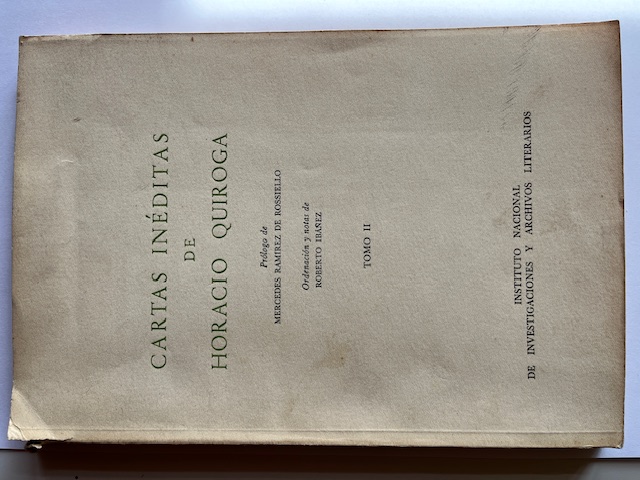 CARTAS INÉDITAS
DE
HORACIO QUIROGA
Prólogo de
MERCEDES RAMIREZ DE ROSSIELLO
Ordenación y notas de
ROBERTO IBÁÑEZ
TOMO II
INSTITUTO NACIONAL
DE INVESTIGACIONES Y ARCHIVOS LITERARIOS